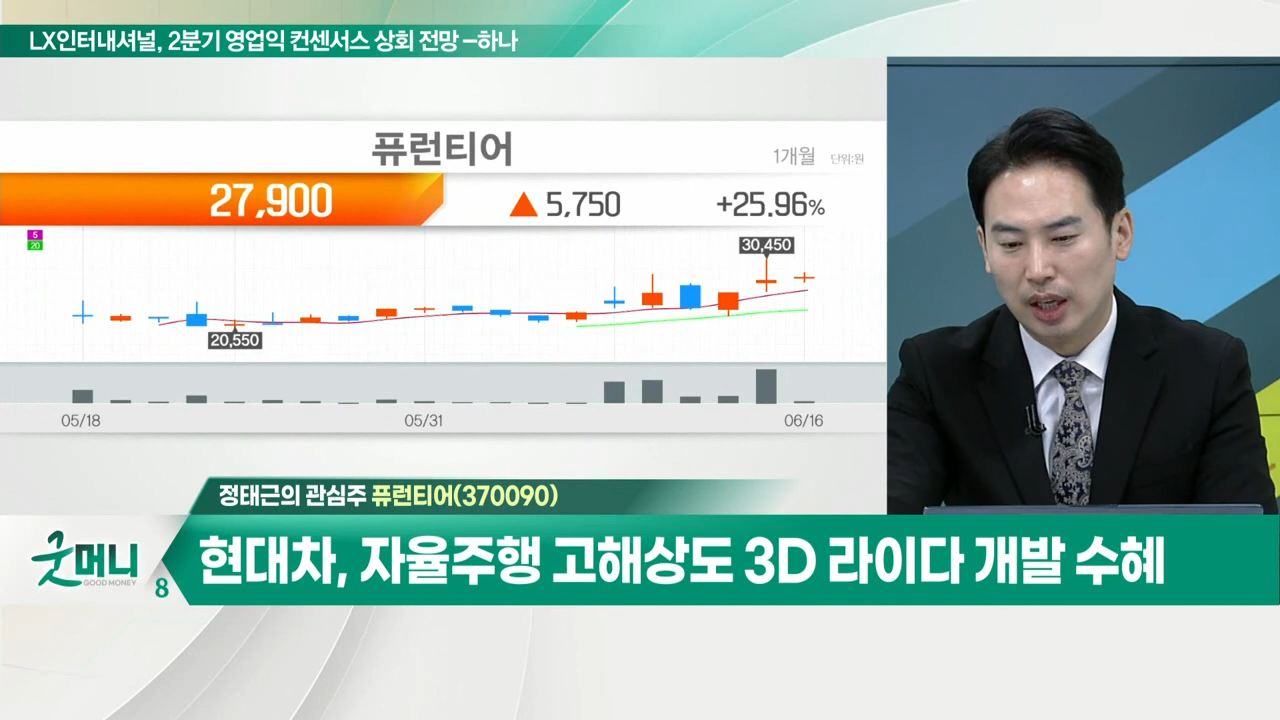 LX인터내셔널, 2분기 영업익 컨센서스 상회 전망 –하나
퓨런티어
1개월 단위:원
27,900 ▲ 5,750 +25.96%
5
20
30,450
20,550
05/18 05/31 06/16
정태근의 관심주 퓨런티어(370090)
굿머니
GOOD MONEY
8
현대차, 자율주행 고해상도 3D 라이다 개발 수혜